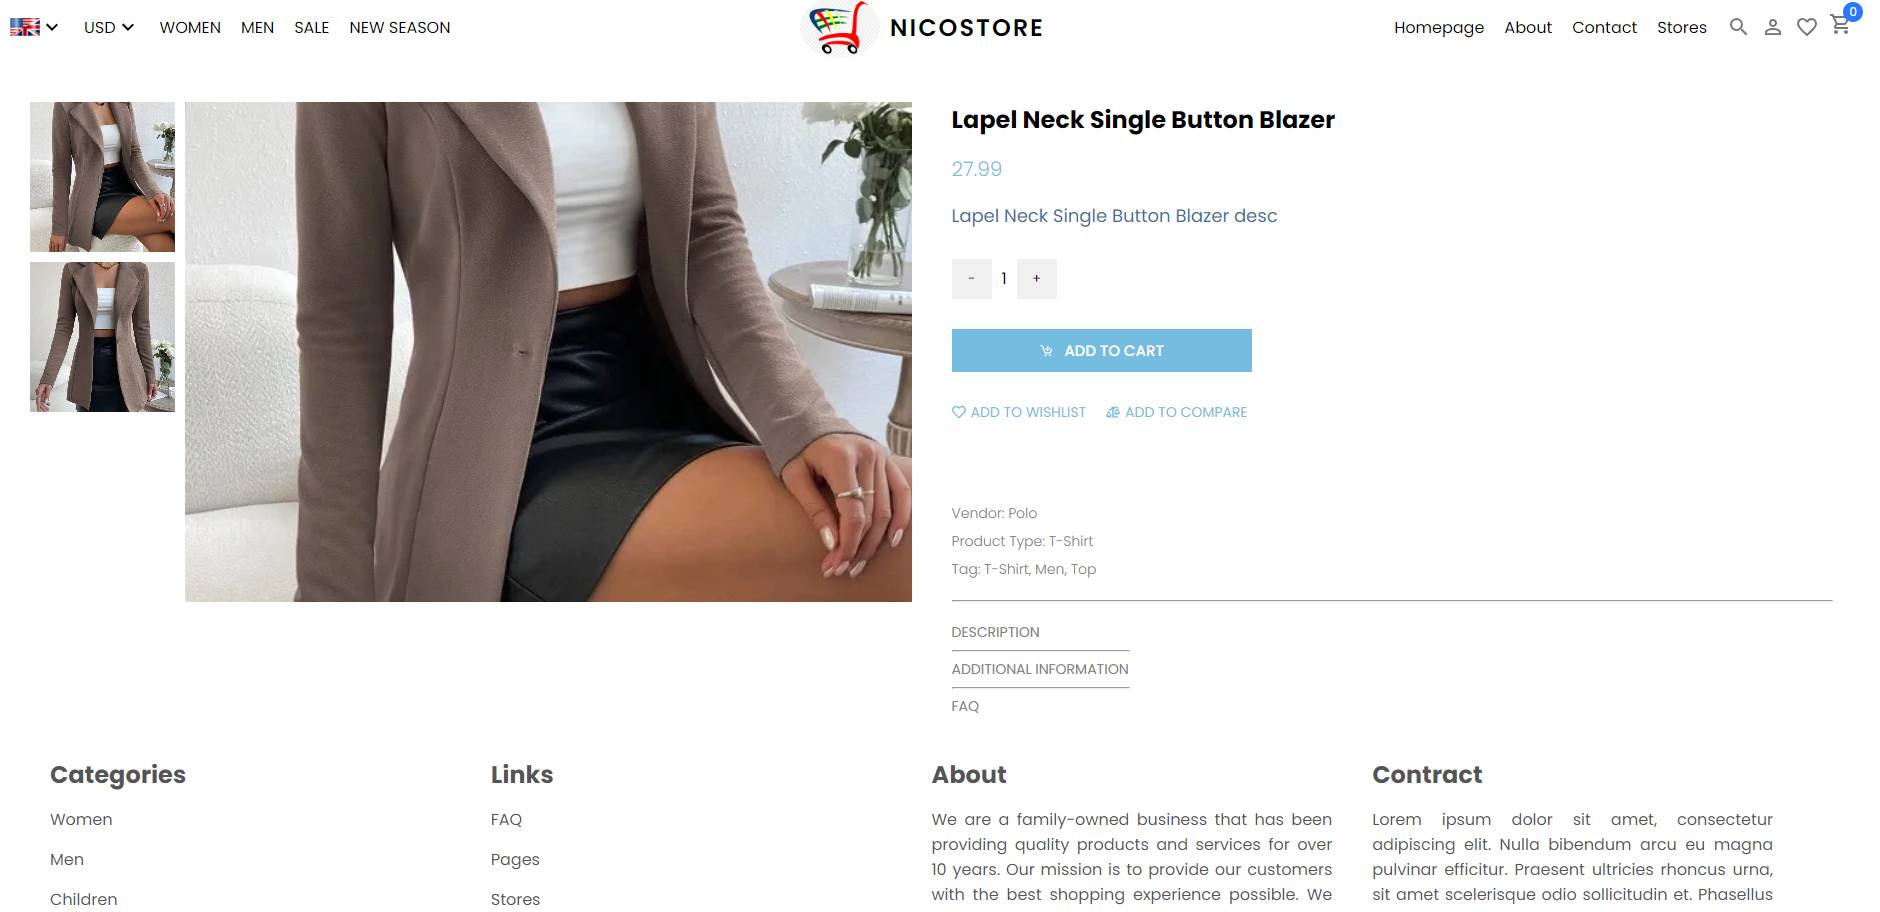 USD WOMEN MEN SALE NEW SEASON NICOSTORE Homepage About Contact Stores 0
Lapel Neck Single Button Blazer
27.99
Lapel Neck Single Button Blazer desc
- 1 +
ADD TO CART
ADD TO WISHLIST ADD TO COMPARE
Vendor: Polo
Product Type: T-Shirt
Tag: T-Shirt, Men, Top
DESCRIPTION
ADDITIONAL INFORMATION
FAQ
Categories
Women
Men
Children
Links
FAQ
Pages
Stores
About
We are a family-owned business that has been
providing quality products and services for over
10 years. Our mission is to provide our customers
with the best shopping experience possible. We
Contract
Lorem ipsum dolor sit amet, consectetur
adipiscing elit. Nulla bibendum arcu eu magna
pulvinar efficitur. Praesent ultricies rhoncus urna,
sit amet scelerisque odio sollicitudin et. Phasellus